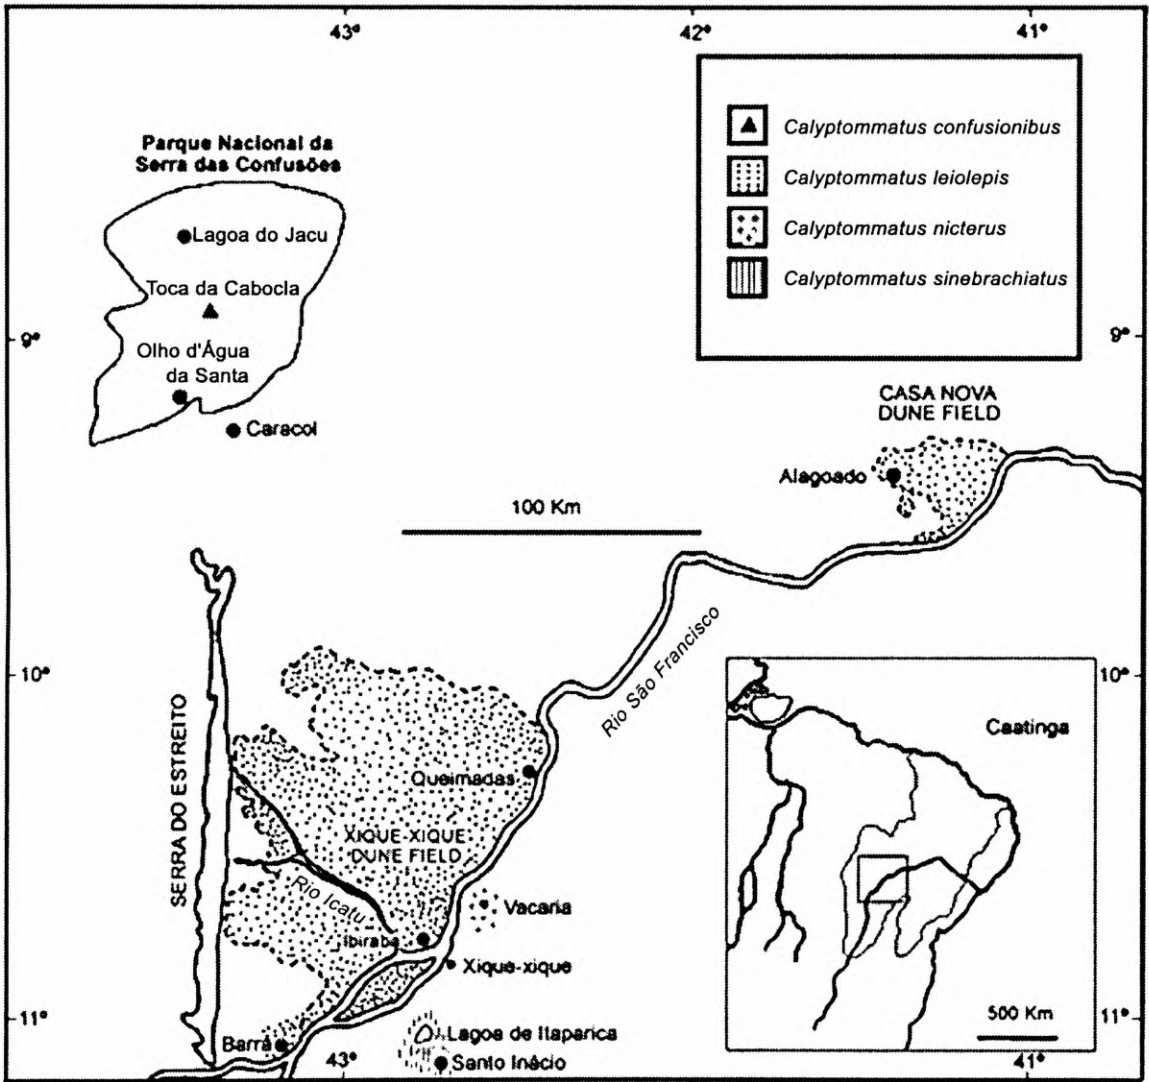 43°
42°
41°
Calyptommatus confusionibus
Calyptommatus leiolepis
Calyptommatus nicterus
Calyptommatus sinebrachiatus
Parque Nacional da
Serra das Confusões
Lagoa do Jacu
Toca da Cabocla
9°
9°
Olho d'Água
da Santa
Caracol
CASA NOVA
DUNE FIELD
Alagoado
100 Km
Rio São Francisco
10°
10°
SERRA DO ESTREITO
Queimadas
XIQUE-XIQUE
DUNE FIELD
Rio Icatu
Vacaria
Ibiraba
Xique-xique
Caatinga
500 Km
11°
11°
Barra
43°
Lagoa de Itaparica
Santo Inácio
41°